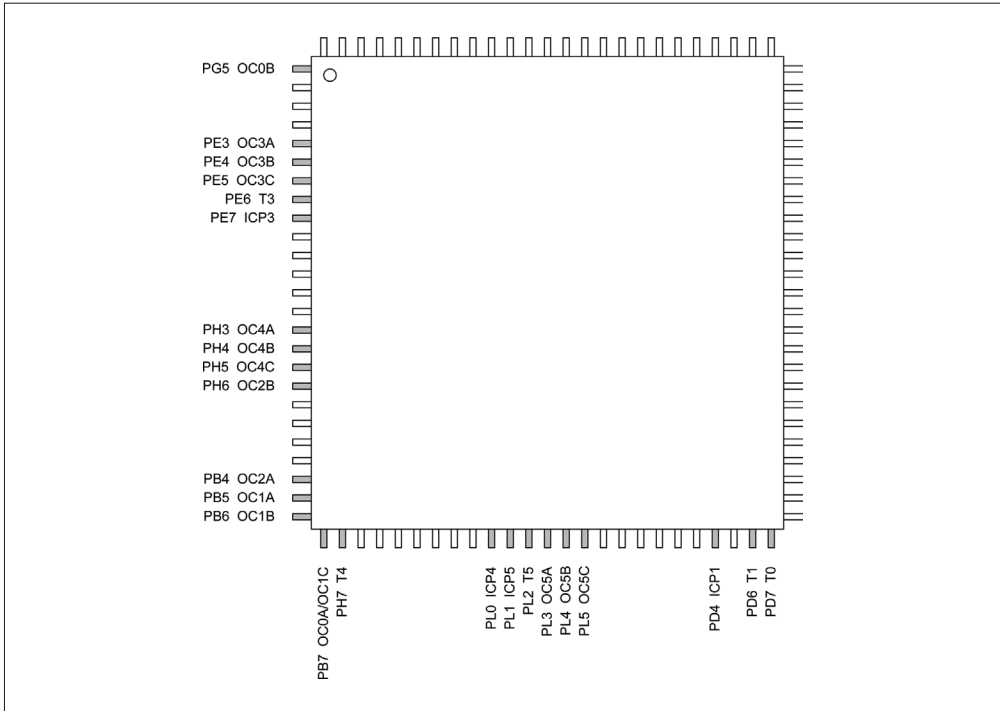 PG5 OC0B
PE3 OC3A
PE4 OC3B
PE5 OC3C
PE6 T3
PE7 ICP3
PH3 OC4A
PH4 OC4B
PH5 OC4C
PH6 OC2B
PB4 OC2A
PB5 OC1A
PB6 OC1B
PB7 OC0A/OC1C
PH7 T4
PL0 ICP4
PL1 ICP5
PL2 T5
PL3 OC5A
PL4 OC5B
PL5 OC5C
PD4 ICP1
PD6 T1
PD7 T0